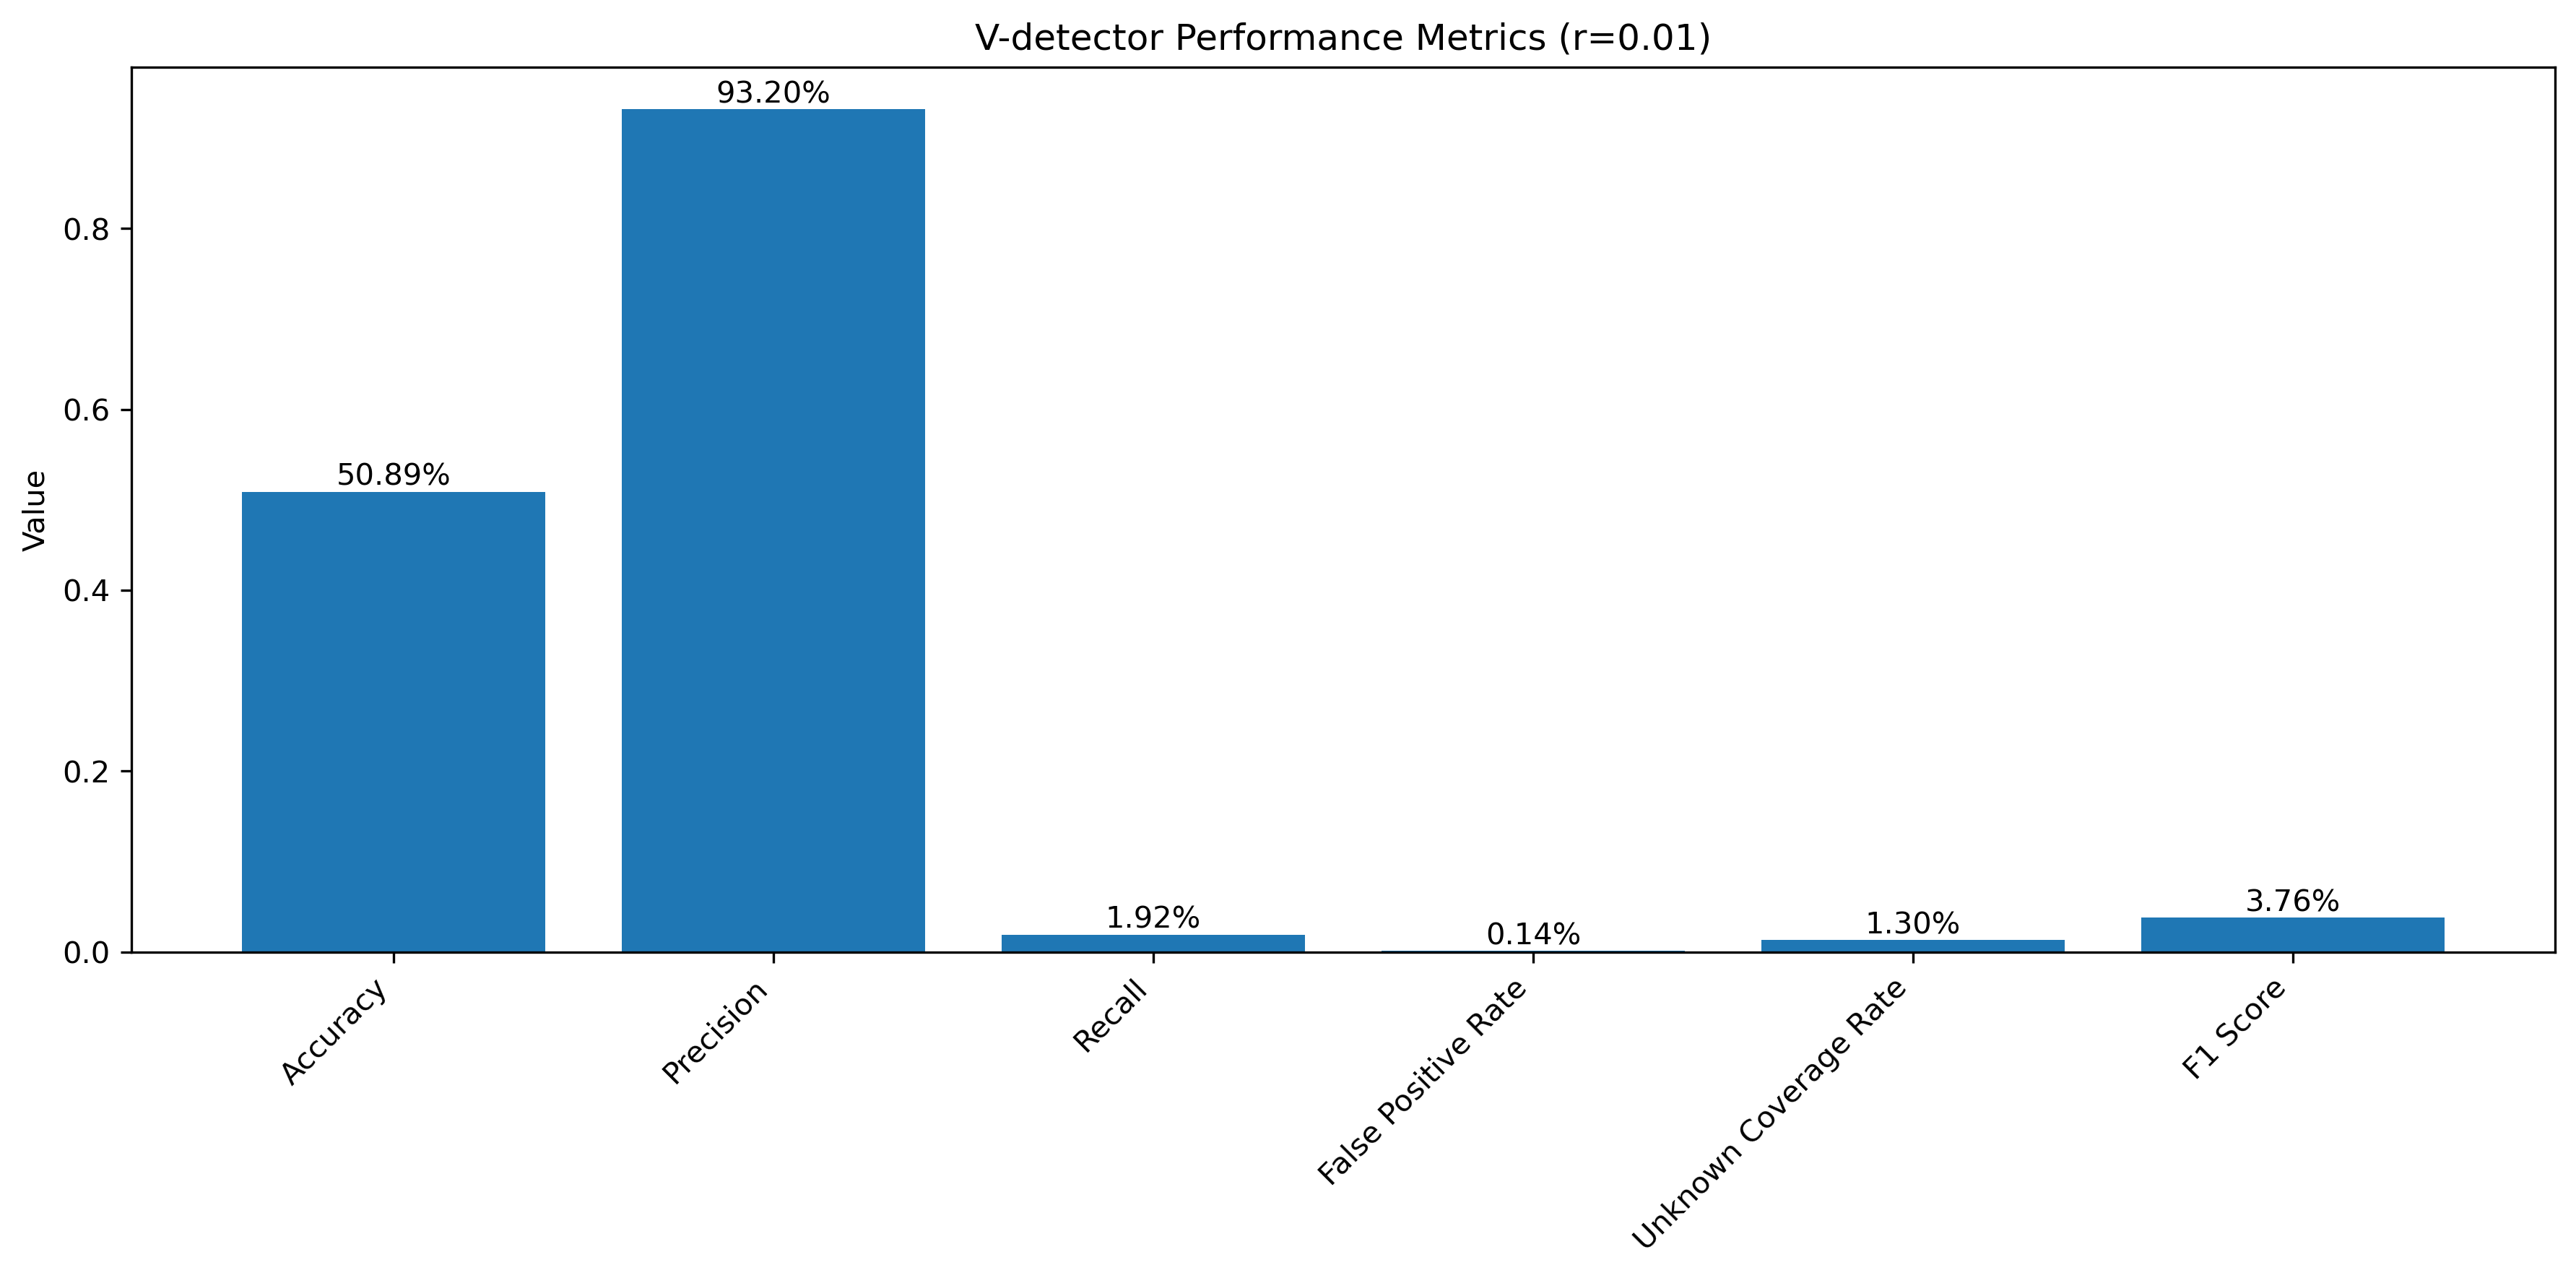 V-detector Performance Metrics (r=0.01)
93.20%
0.8
0.6
50.89%
Value
0.4
0.2
3.76%
1.92%
1.30%
0.14%
0.0
Accuracy
Precision
Recall
False Positive Rate
Unknown Coverage Rate
F1 Score